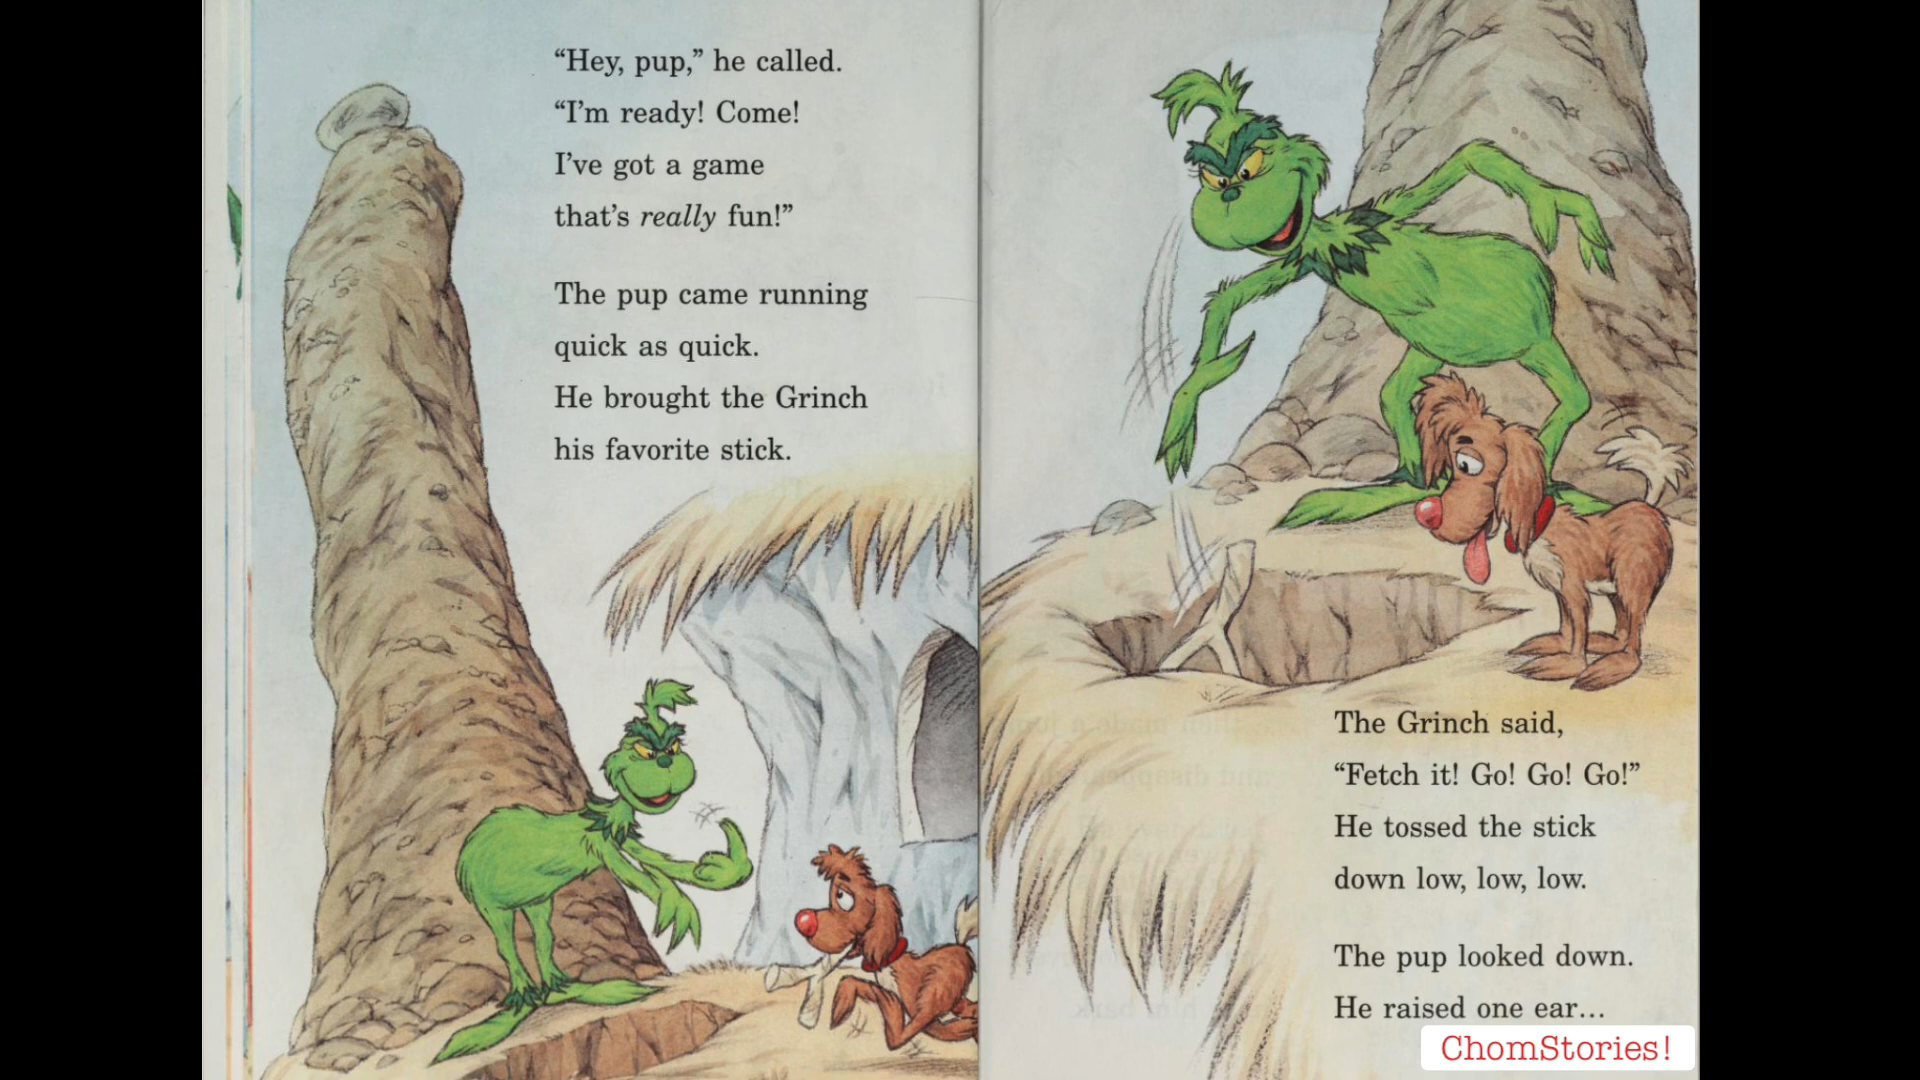 “Hey, pup,” he called.
“I’m ready! Come!
I’ve got a game
that’s really fun!”
The pup came running
quick as quick.
He brought the Grinch
his favorite stick.
The Grinch said,
“Fetch it! Go! Go! Go!”
He tossed the stick
down low, low, low.
The pup looked down.
He raised one ear...
ChomStories!